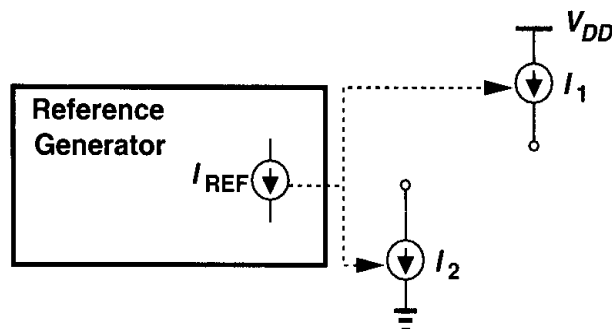 V_DD
Reference
Generator
I_1
I_REF
I_2